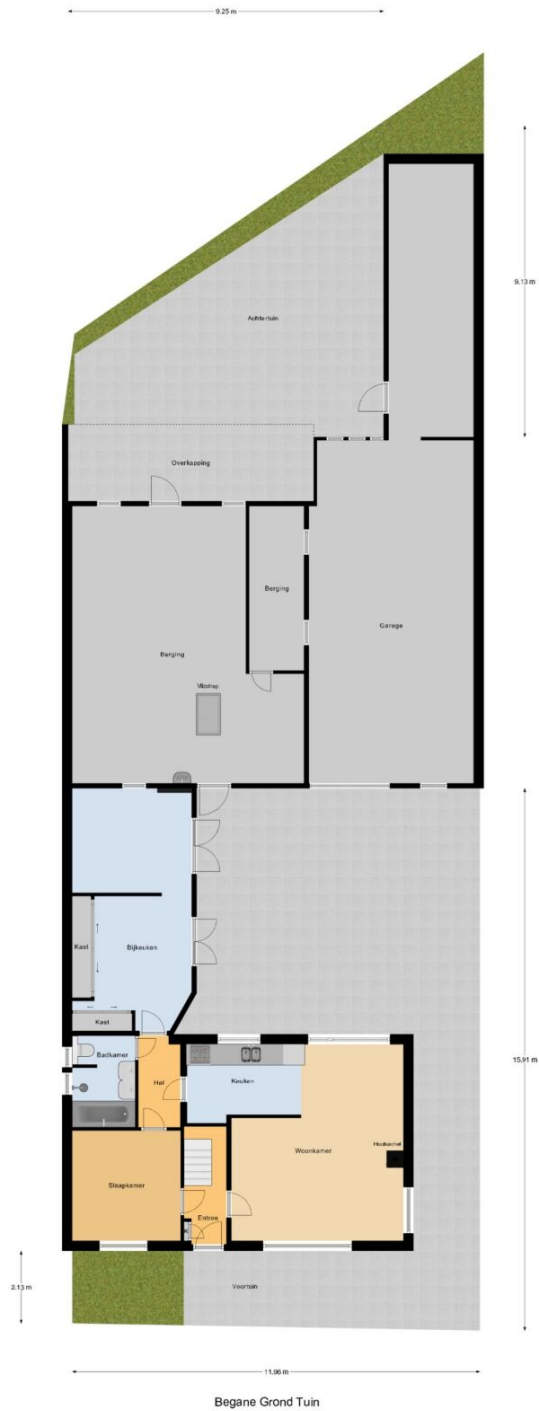 9.25 m
9.13 m
Achtertuin
Overkapping
Berging
Garage
Berging
Vlizotrap
Kast
Bijkeuken
Kast
Badkamer
Hal
Keuken
15.91 m
Woonkamer
Houtkachel
Slaapkamer
Entree
2.13 m
Voortuin
11.96 m
Begane Grond Tuin